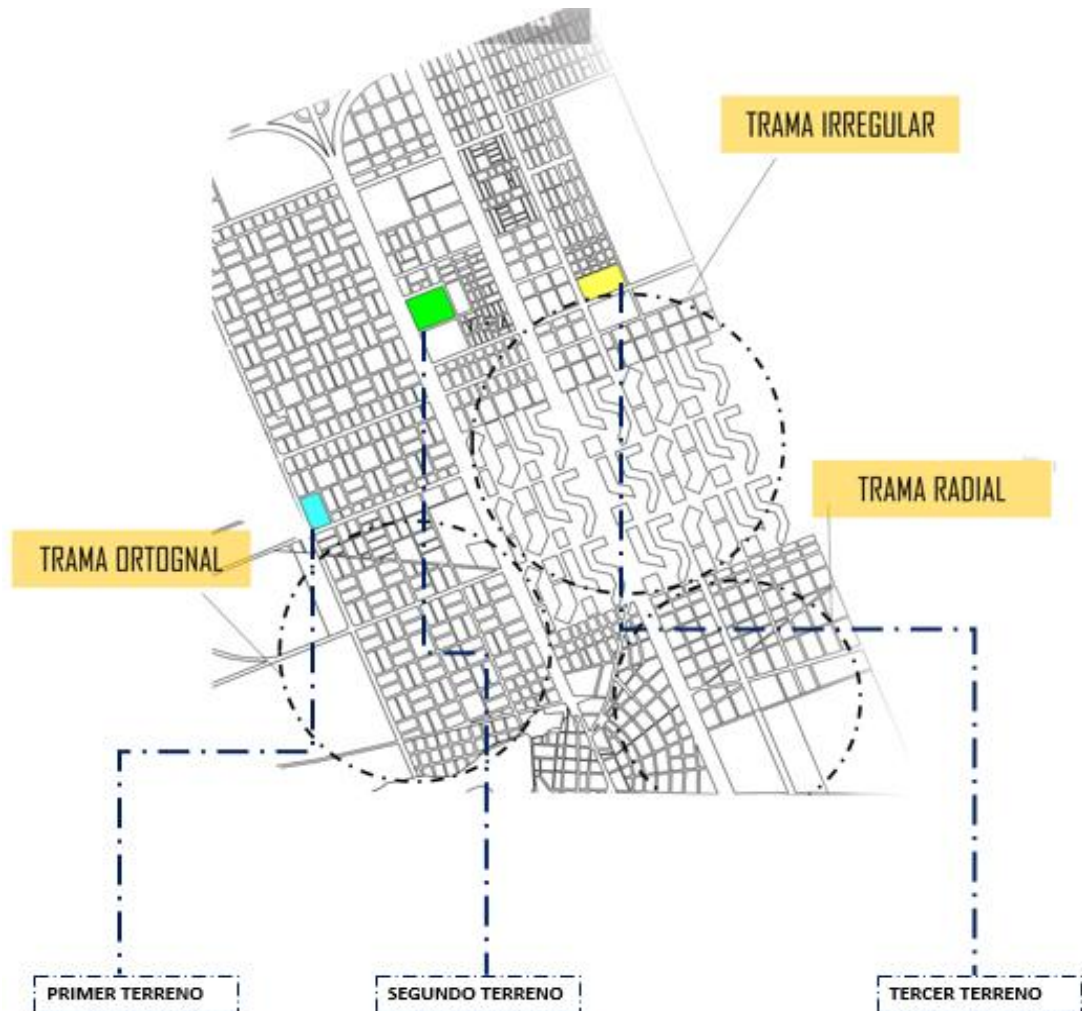 TRAMA IRREGULAR
TRAMA RADIAL
TRAMA ORTOGNAL
PRIMER TERRENO
SEGUNDO TERRENO
TERCER TERRENO